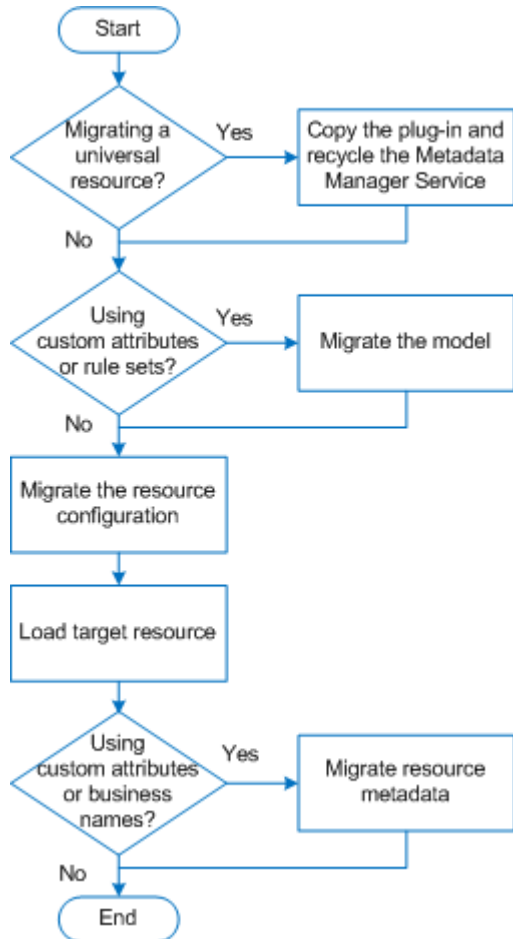 Start
Migrating a
universal
resource?
Yes
Copy the plug-in and
recycle the Metadata
Manager Service
No
Using
custom attributes
or rule sets?
Yes
Migrate the model
No
Migrate the resource
configuration
Load target resource
Using
custom attributes
or business
names?
Yes
Migrate resource
metadata
No
End